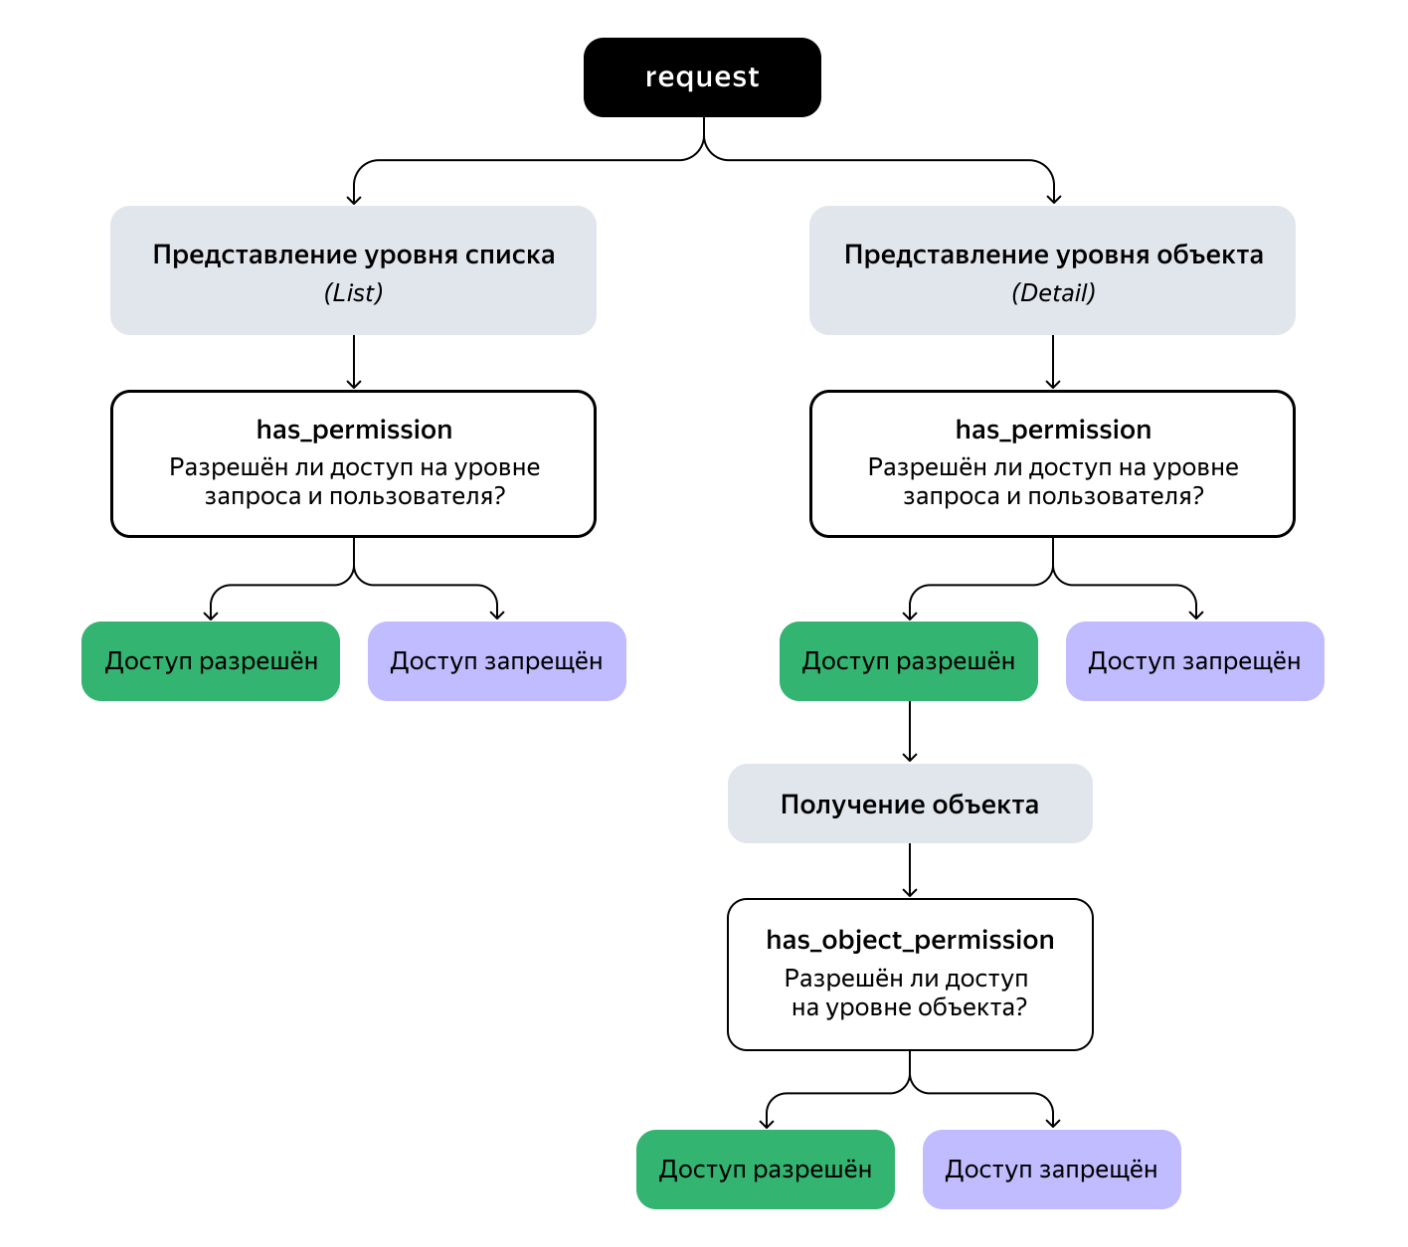 request
Представление уровня списка
(List)
Представление уровня объекта
(Detail)
has_permission
Разрешён ли доступ на уровне
запроса и пользователя?
has_permission
Разрешён ли доступ на уровне
запроса и пользователя?
Доступ разрешён
Доступ запрещён
Доступ разрешён
Доступ запрещён
Получение объекта
has_object_permission
Разрешён ли доступ
на уровне объекта?
Доступ разрешён
Доступ запрещён